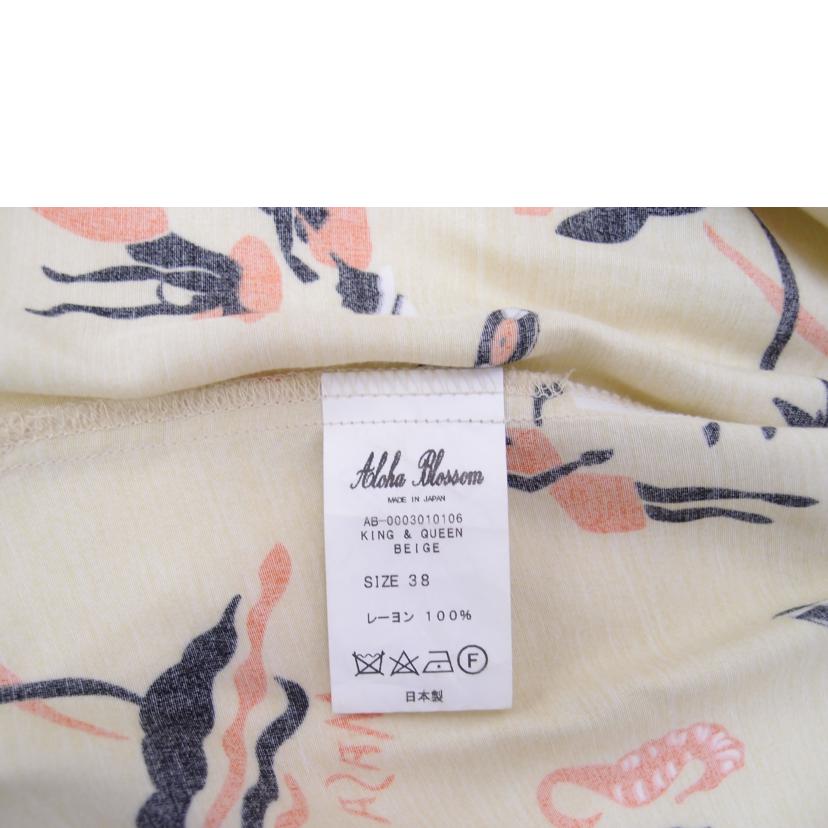 Aloha Blossom
MADE IN JAPAN
AB-0003010106
KING & QUEEN
BEIGE
SIZE 38
レーヨン 100%
F
日本製